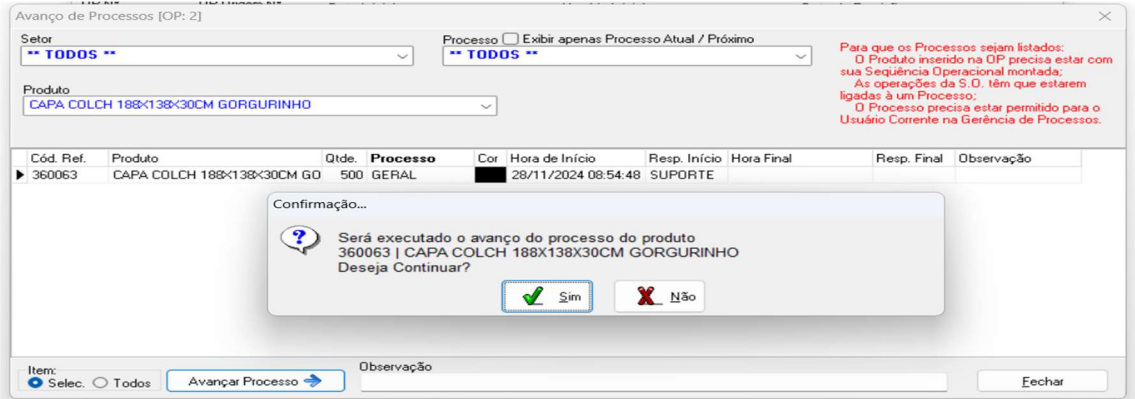 Avanço de Processos [OP: 2]
Setor
** TODOS **
Processo Exibir apenas Processo Atual / Próximo
** TODOS **
Produto
CAPA COLCH 188X138X30CM GORGURINHO
Para que os Processos sejam listados:
O Produto inserido na OP precisa estar com
sua Seqüência Operacional montada;
As operações da S.O. têm que estarem
ligadas à um Processo;
O Processo precisa estar permitido para o
Usuário Corrente na Gerência de Processos.
Cód. Ref. Produto Qtde. Processo Cor Hora de Início Resp. Início Hora Final Resp. Final Observação
360063 CAPA COLCH 188X138X30CM GO 500 GERAL 28/11/2024 08:54:48 SUPORTE
Confirmação...
Será executado o avanço do processo do produto
360063 | CAPA COLCH 188X138X30CM GORGURINHO
Deseja Continuar?
Sim Não
Item:
Selec. Todos
Avançar Processo
Observação
Fechar